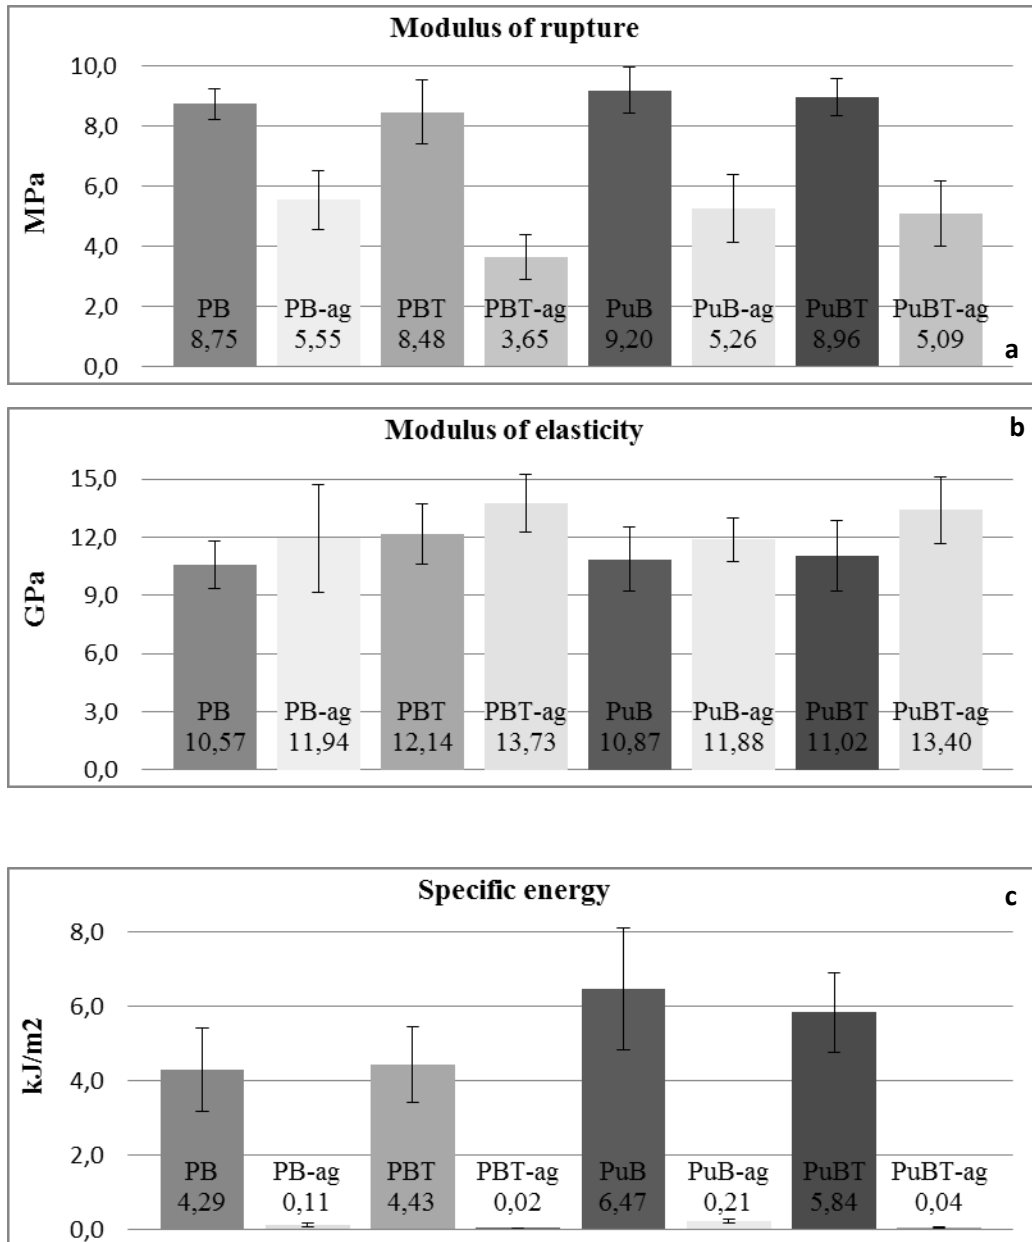 Modulus of rupture
10,0
8,0
6,0
4,0
2,0
0,0
MPa
PB PB-ag PBT PBT-ag PuB PuB-ag PuBT PuBT-ag
8,75 5,55 8,48 3,65 9,20 5,26 8,96 5,09
a
Modulus of elasticity
b
15,0
12,0
9,0
6,0
3,0
0,0
GPa
PB PB-ag PBT PBT-ag PuB PuB-ag PuBT PuBT-ag
10,57 11,94 12,14 13,73 10,87 11,88 11,02 13,40
Specific energy
c
8,0
6,0
4,0
2,0
0,0
kJ/m2
PB PB-ag PBT PBT-ag PuB PuB-ag PuBT PuBT-ag
4,29 0,11 4,43 0,02 6,47 0,21 5,84 0,04